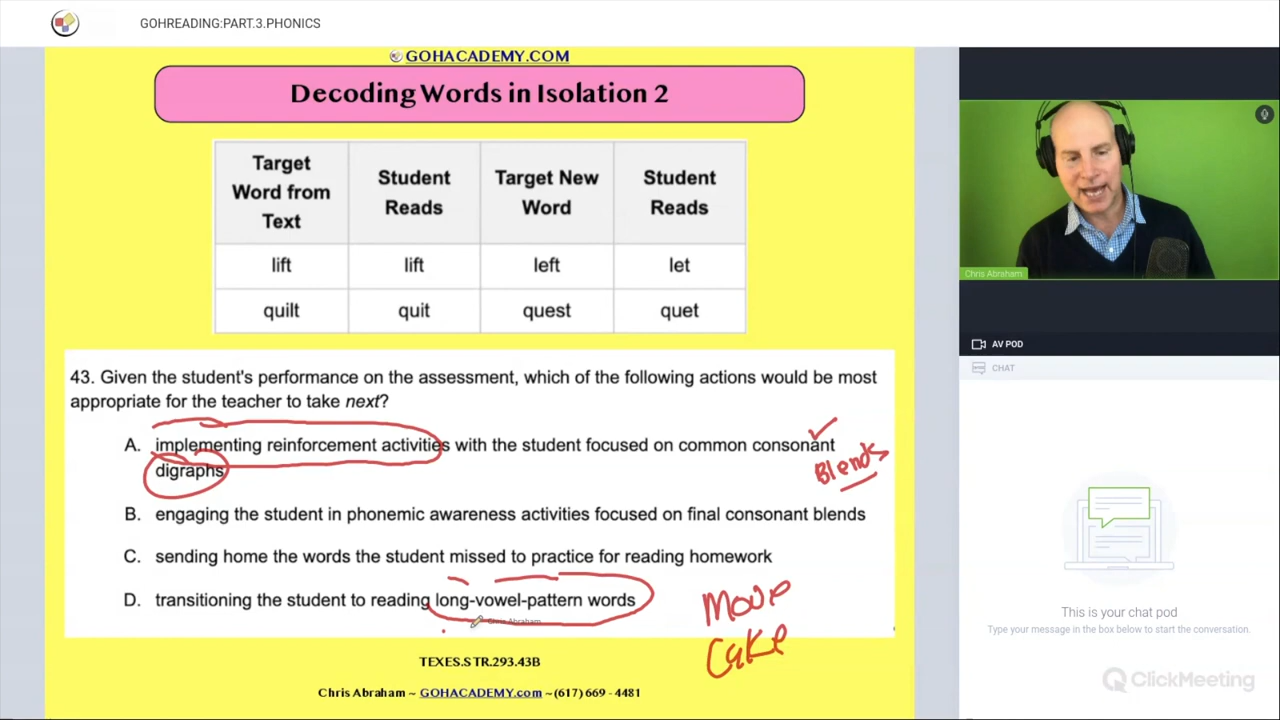 GOHREADING:PART.3.PHONICS
GOHACADEMY.COM
Decoding Words in Isolation 2
Target Word from Text | Student Reads | Target New Word | Student Reads
lift | lift | left | let
quilt | quit | quest | quet
43. Given the student's performance on the assessment, which of the following actions would be most
appropriate for the teacher to take next?
A. implementing reinforcement activities with the student focused on common consonant
digraphs
Blends
B. engaging the student in phonemic awareness activities focused on final consonant blends
C. sending home the words the student missed to practice for reading homework
D. transitioning the student to reading long-vowel-pattern words
Chris Abraham
Move
Cake
TEXES.STR.293.43B
Chris Abraham ~ GOHACADEMY.com ~(617) 669 - 4481
Chris Abraham
AV POD
CHAT
This is your chat pod
Type your message in the box below to start the conversation.
ClickMeeting